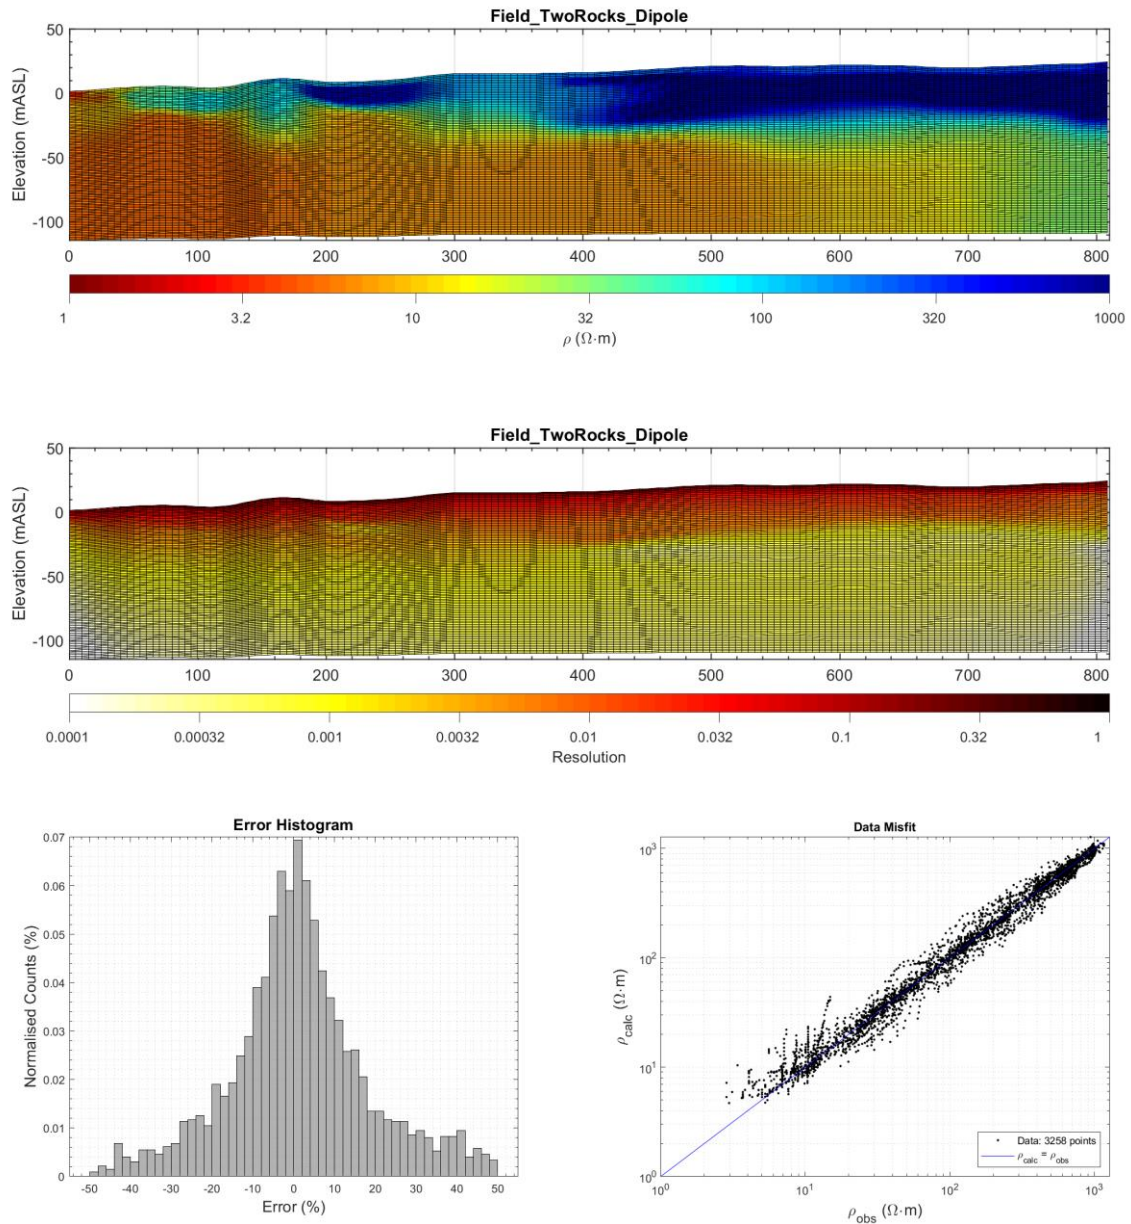 Field_TwoRocks_Dipole
50
0
-50
-100
Elevation (mASL)
0 100 200 300 400 500 600 700 800
1 3.2 10 32 100 320 1000
ρ (Ω·m)
Field_TwoRocks_Dipole
50
0
-50
-100
Elevation (mASL)
0 100 200 300 400 500 600 700 800
0.0001 0.00032 0.001 0.0032 0.01 0.032 0.1 0.32 1
Resolution
Error Histogram
0.07
0.06
0.05
0.04
0.03
0.02
0.01
0
Normalised Counts (%)
-50 -40 -30 -20 -10 0 10 20 30 40 50
Error (%)
Data Misfit
10³
10²
10¹
10⁰
ρcalc (Ω·m)
Data: 3258 points
ρcalc = ρobs
10⁰ 10¹ 10² 10³
ρobs (Ω·m)